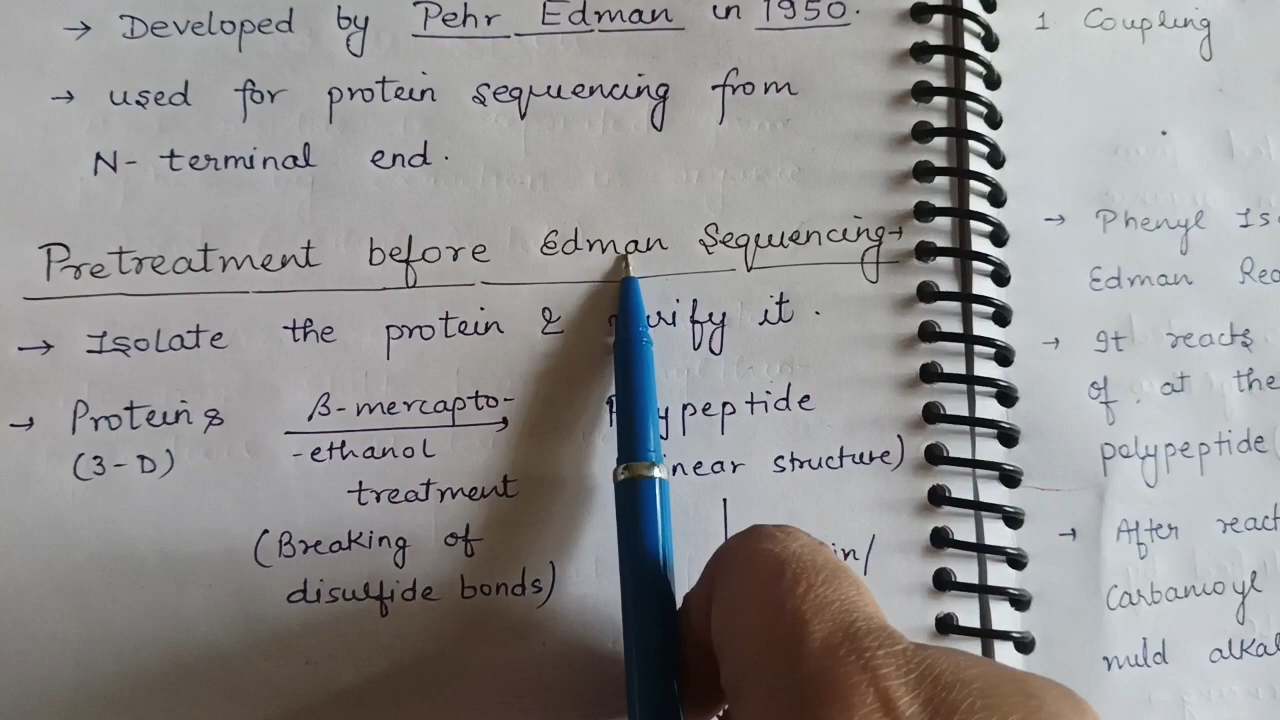 → Developed by Pehr Edman in 1950.
→ used for protein sequencing from
N-terminal end.
Pretreatment before Edman Sequencing→
→ Isolate the protein & it.
→ Proteins β-mercapto-
(3-D) -ethanol structure)
treatment
(Breaking of
disulfide bonds)
1 Coupling
→ Phenyl
Edman
→ It reacts
of at the
polypeptide
→ After
Carbamoyl
mild